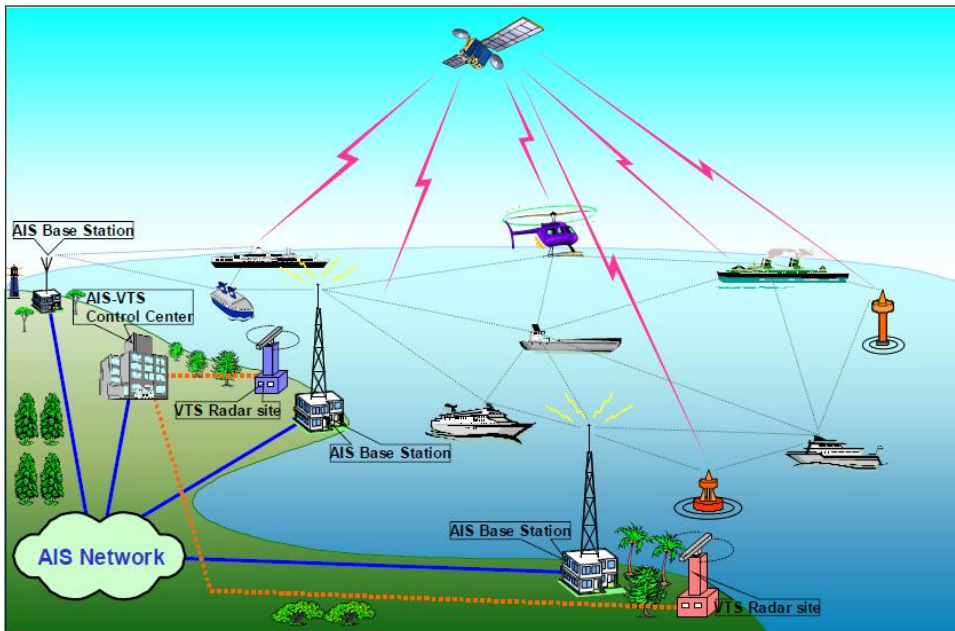 AIS Base Station
AIS-VTS
Control Center
VTS Radar site
AIS Base Station
AIS Base Station
AIS Network
VTS Radar site